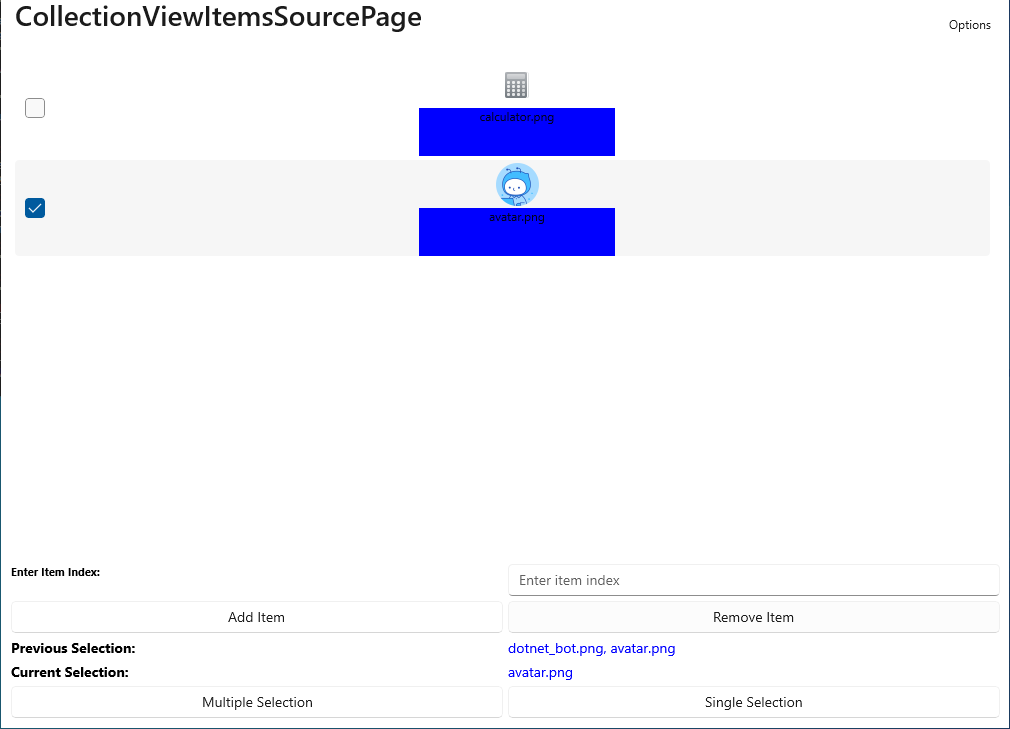 CollectionViewItemsSourcePage
Options
calculator.png
avatar.png
Enter Item Index:
Enter item index
Add Item
Remove Item
Previous Selection:
dotnet_bot.png, avatar.png
Current Selection:
avatar.png
Multiple Selection
Single Selection